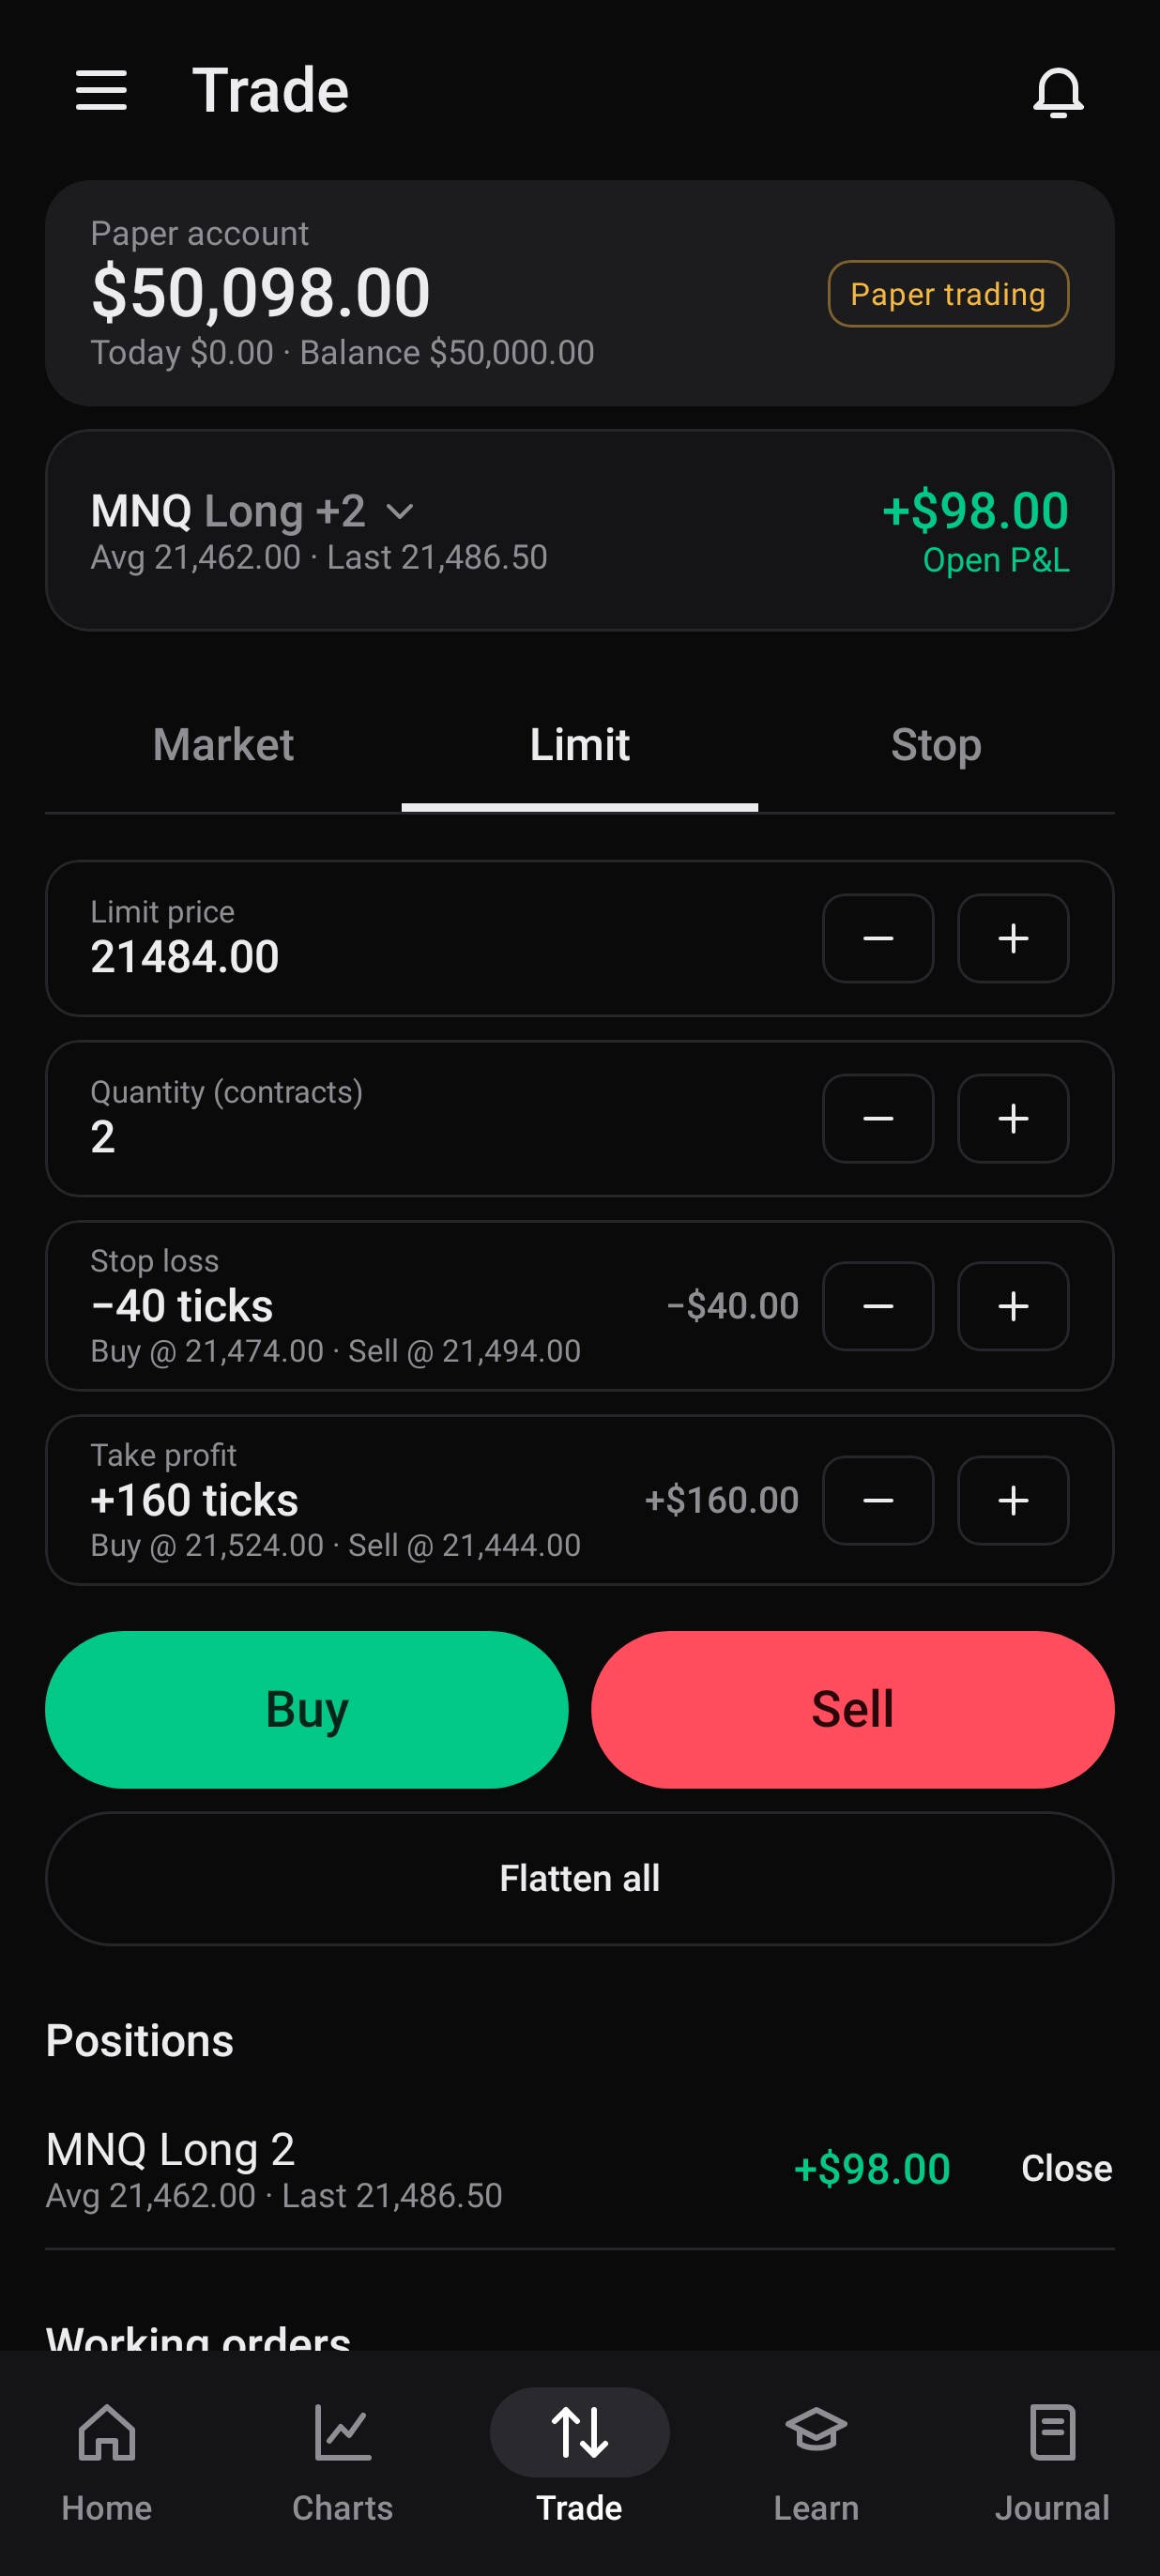 Trade
Paper account
$50,098.00
Paper trading
Today $0.00 · Balance $50,000.00
MNQ Long +2
+$98.00
Avg 21,462.00 · Last 21,486.50
Open P&L
Market
Limit
Stop
Limit price
21484.00
Quantity (contracts)
2
Stop loss
−40 ticks
−$40.00
Buy @ 21,474.00 · Sell @ 21,494.00
Take profit
+160 ticks
+$160.00
Buy @ 21,524.00 · Sell @ 21,444.00
Buy
Sell
Flatten all
Positions
MNQ Long 2
+$98.00
Close
Avg 21,462.00 · Last 21,486.50
Working orders
Home
Charts
Trade
Learn
Journal